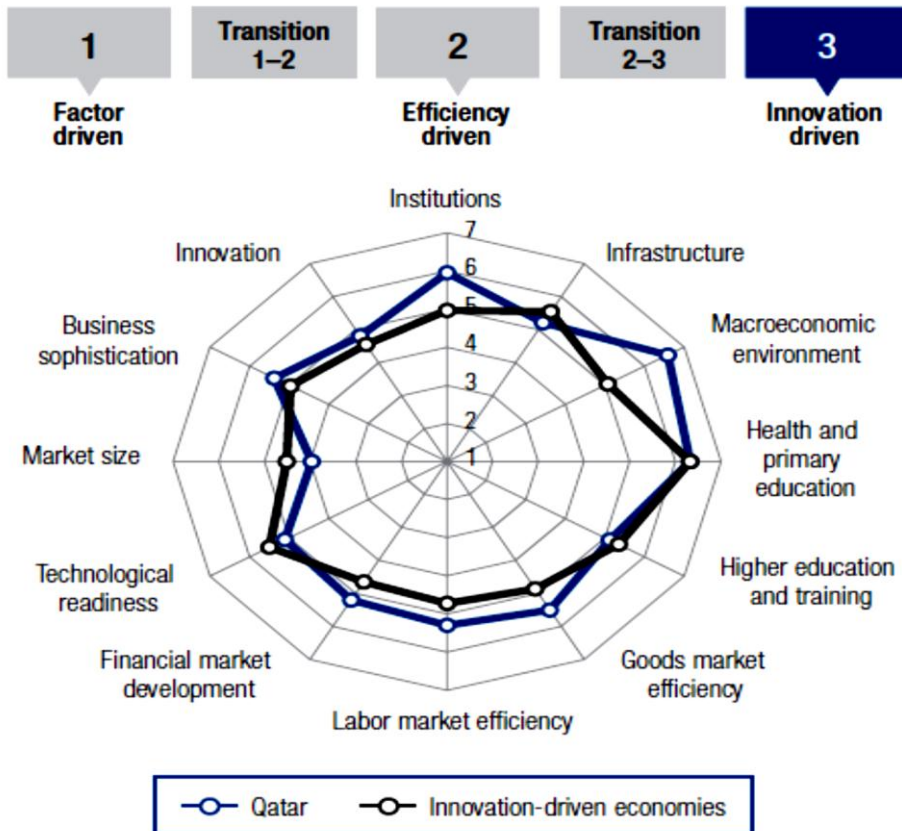 1
Transition
1–2
2
Transition
2–3
3
Factor
driven
Efficiency
driven
Innovation
driven
Institutions
7
6
5
4
3
2
1
Innovation
Infrastructure
Business
sophistication
Macroeconomic
environment
Market size
Health and
primary
education
Technological
readiness
Higher education
and training
Financial market
development
Goods market
efficiency
Labor market efficiency
Qatar
Innovation-driven economies